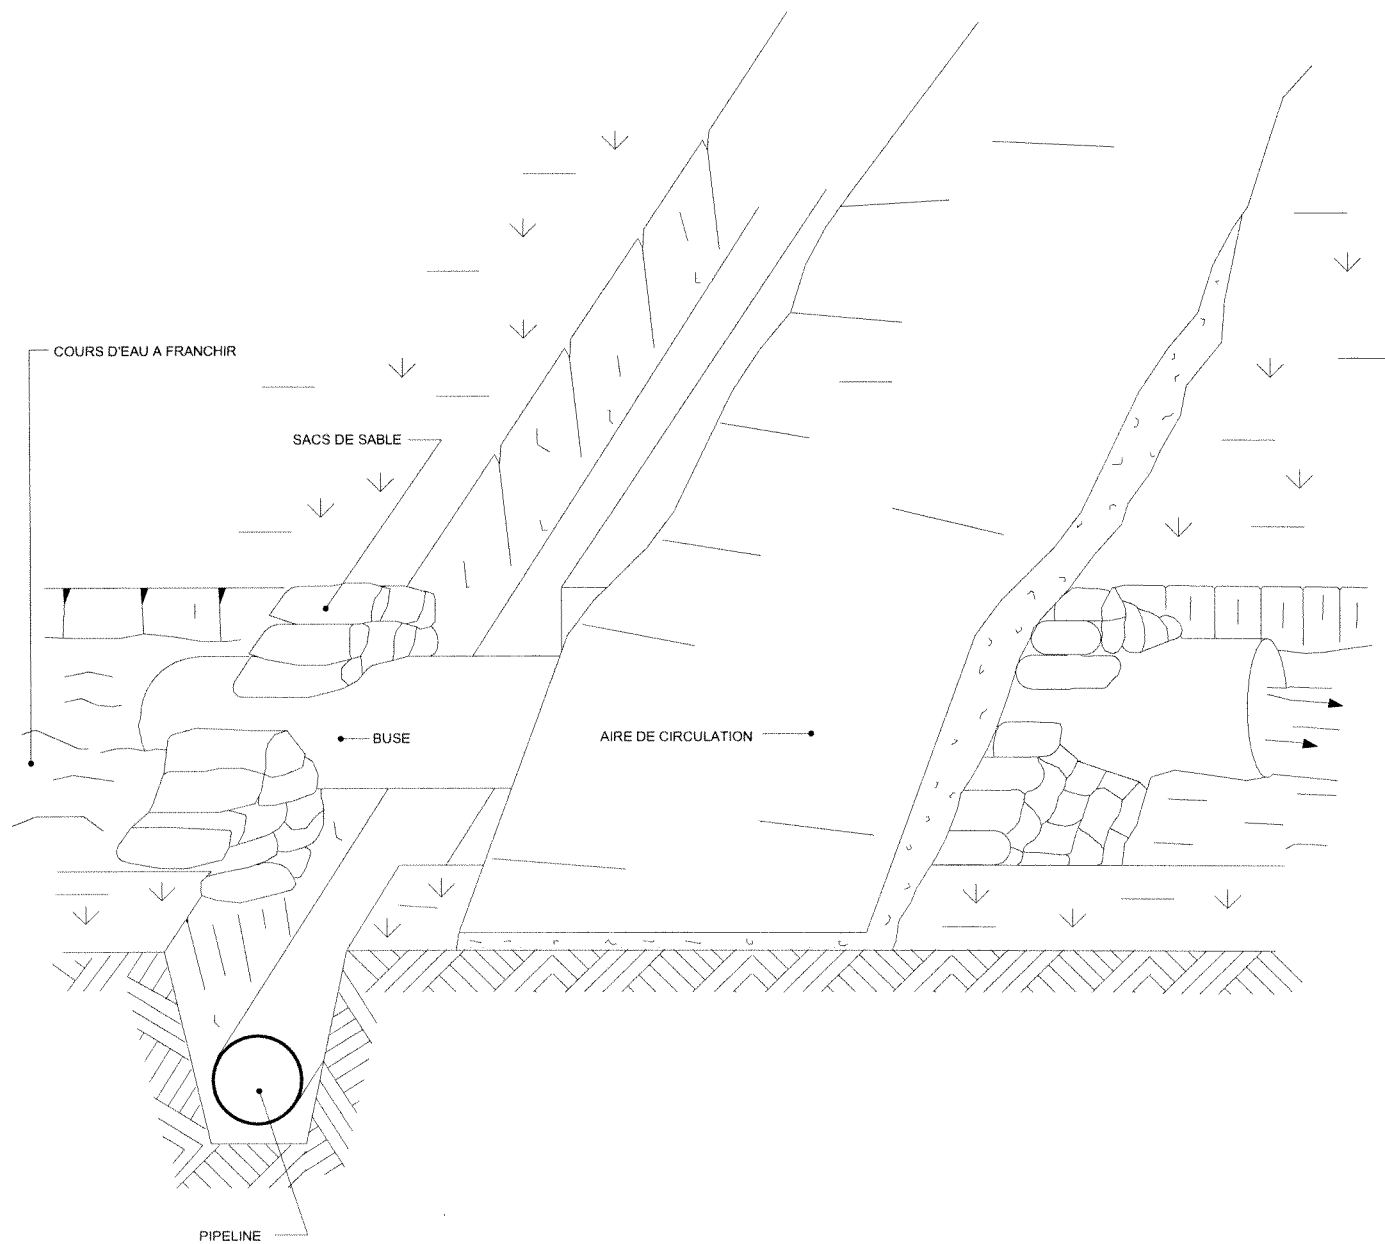 COURS D'EAU A FRANCHIR
SACS DE SABLE
BUSE
AIRE DE CIRCULATION
PIPELINE